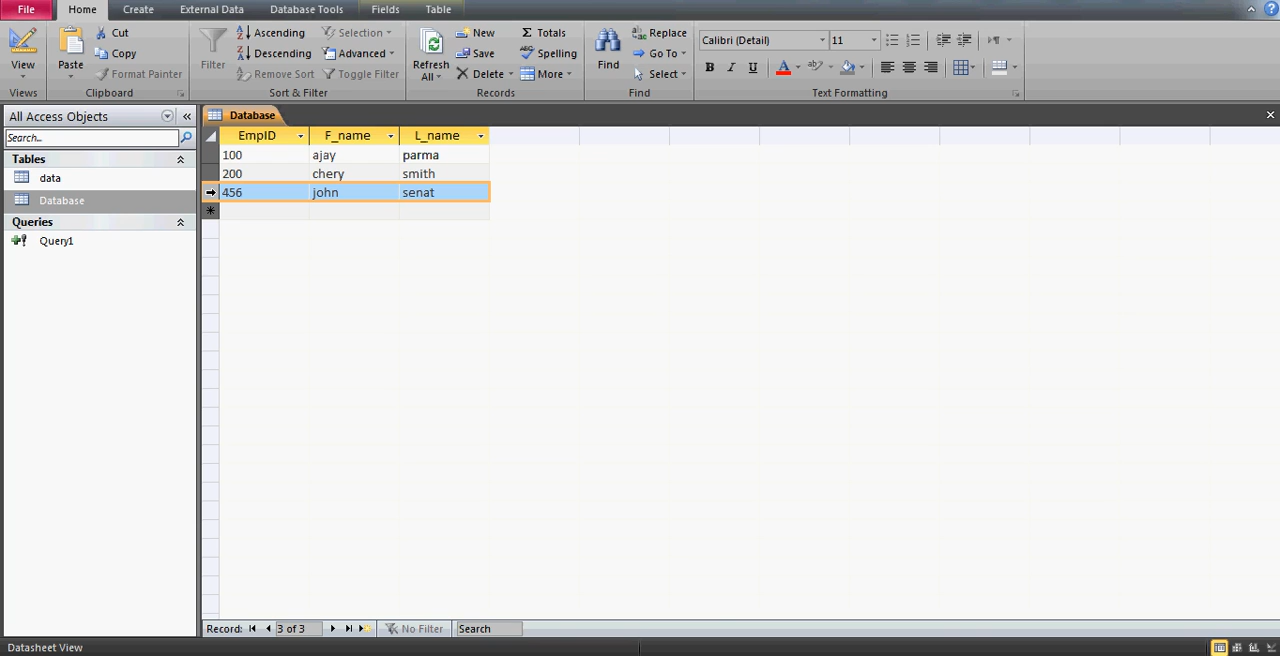 File Home Create External Data Database Tools Fields Table
View
Views
Paste
Cut
Copy
Format Painter
Clipboard
Filter
Ascending
Descending
Remove Sort
Selection
Advanced
Toggle Filter
Sort & Filter
Refresh All
New
Save
Delete
Totals
Spelling
More
Records
Find
Replace
Go To
Select
Find
Calibri (Detail) 11
B I U A
Text Formatting
All Access Objects
Search...
Tables
data
Database
Queries
Query1
Database
EmpID F_name L_name
100 ajay parma
200 chery smith
456 john senat
Record: 3 of 3 No Filter Search
Datasheet View